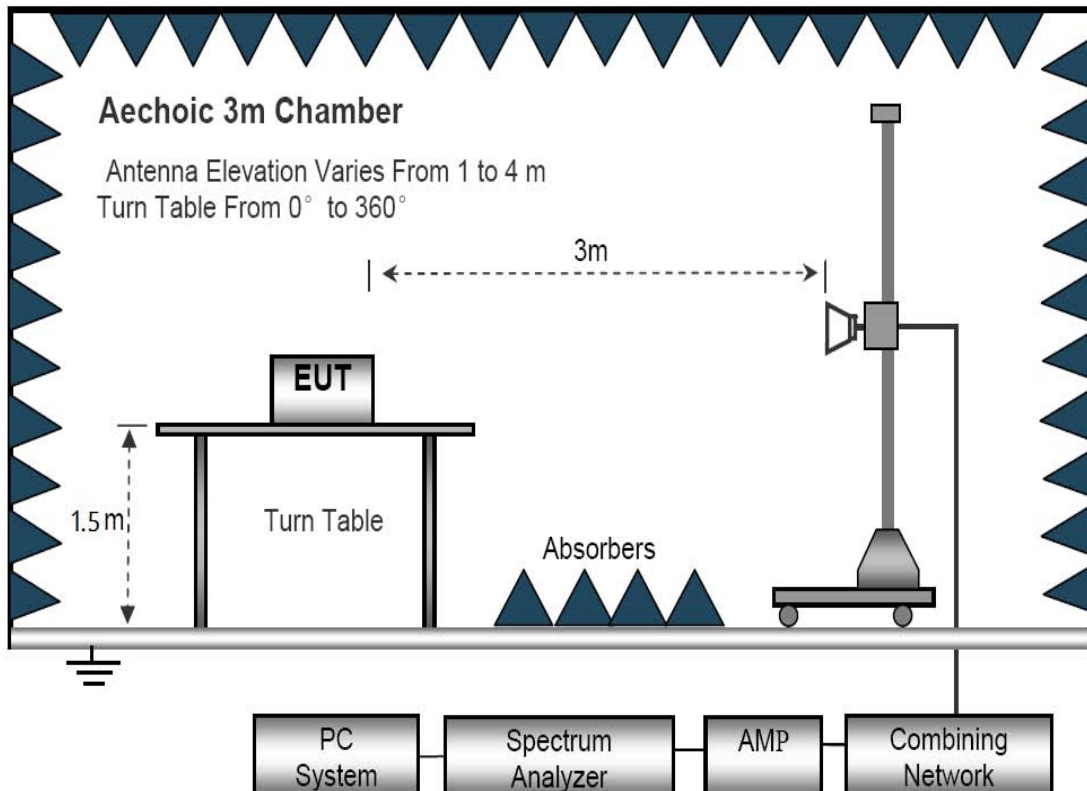 Aechoic 3m Chamber
Antenna Elevation Varies From 1 to 4 m
Turn Table From 0° to 360°
3m
EUT
1.5m
Turn Table
Absorbers
PC
System
Spectrum
Analyzer
AMP
Combining
Network